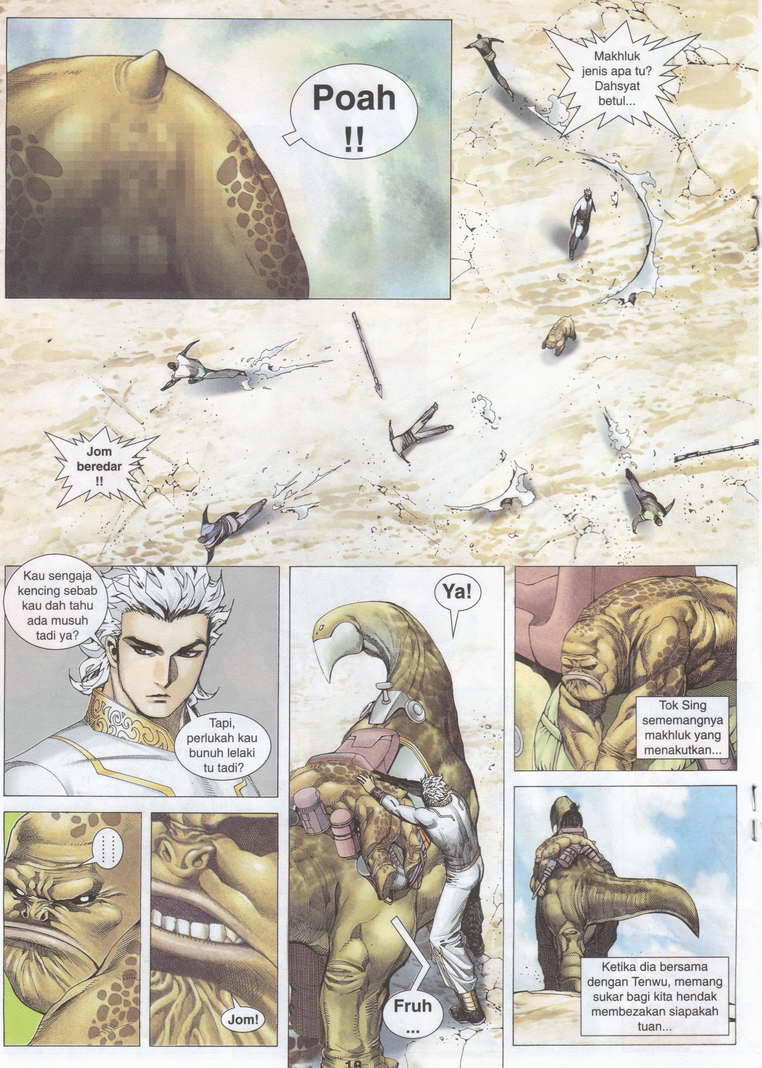 Poah
!!
Makhluk
jenis apa tu?
Dahsyat
betul...
Jom
beredar
!!
Kau sengaja
kencing sebab
kau dah tahu
ada musuh
tadi ya?
Tapi,
perlukah kau
bunuh lelaki
tu tadi?
Ya!
Fruh
...
Tok Sing
sememangnya
makhluk yang
menakutkan...
......
Jom!
Ketika dia bersama
dengan Tenwu, memang
sukar bagi kita hendak
membezakan siapakah
tuan...
18